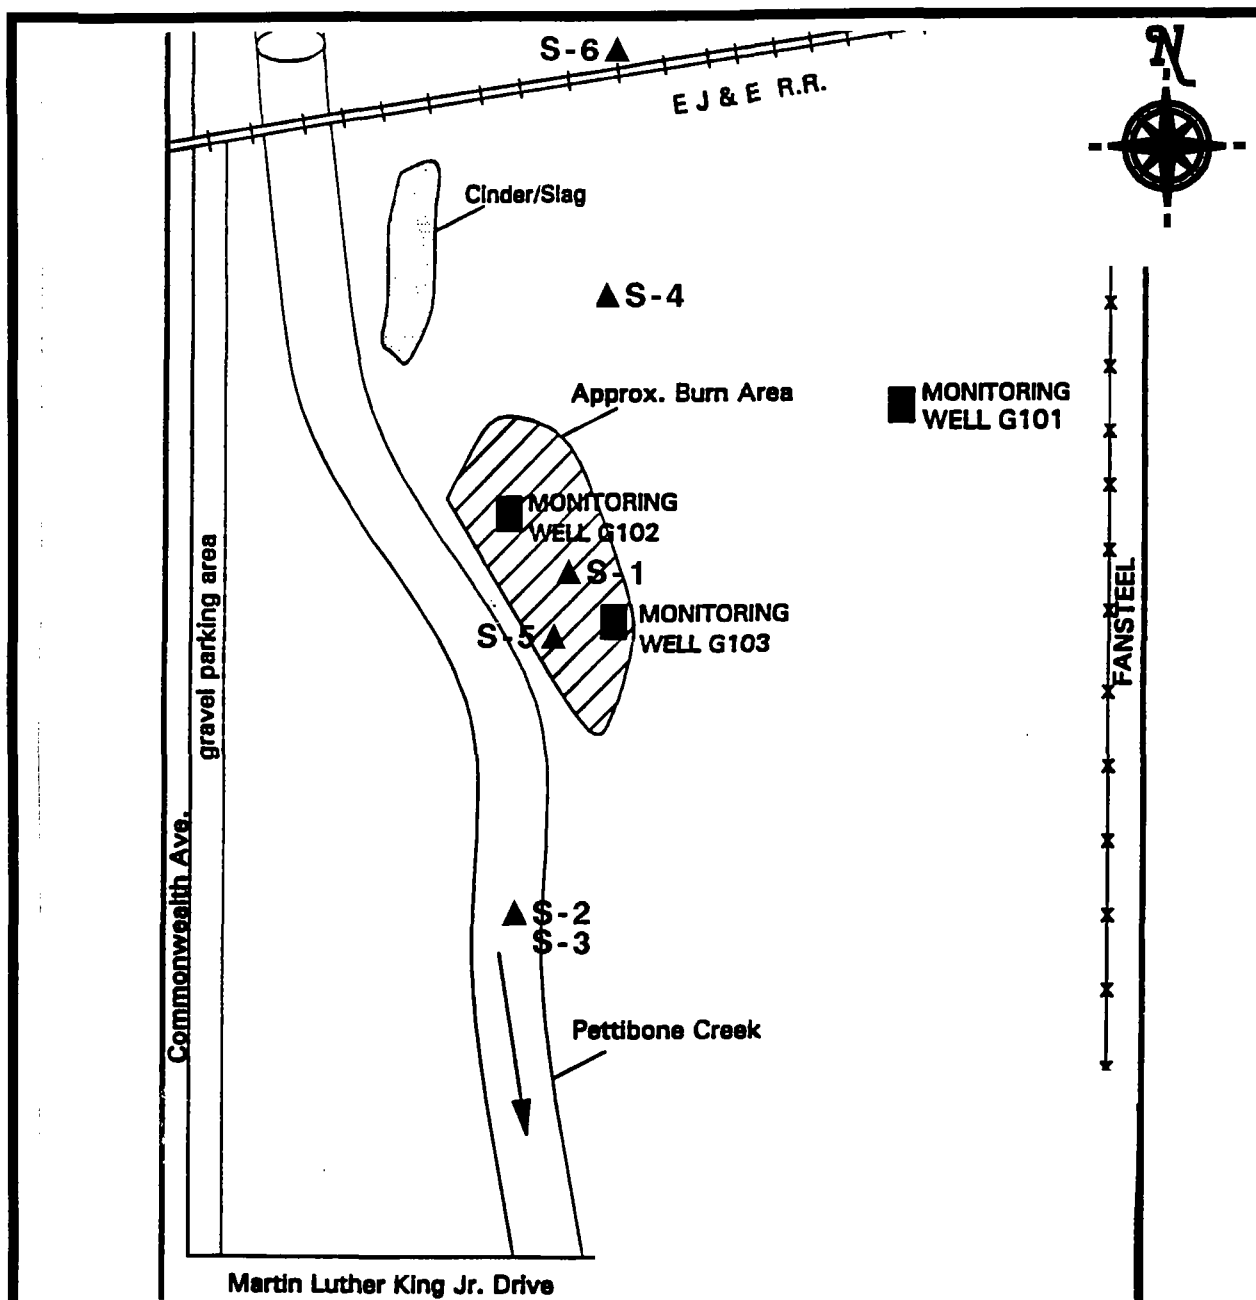 N
S-6
E J & E R.R.
Cinder/Slag
S-4
Approx. Burn Area
MONITORING
WELL G101
MONITORING
WELL G102
S-1
MONITORING
WELL G103
S-5
gravel parking area
FANSTEEL
Commonwealth Ave.
S-2
S-3
Pettibone Creek
Martin Luther King Jr. Drive